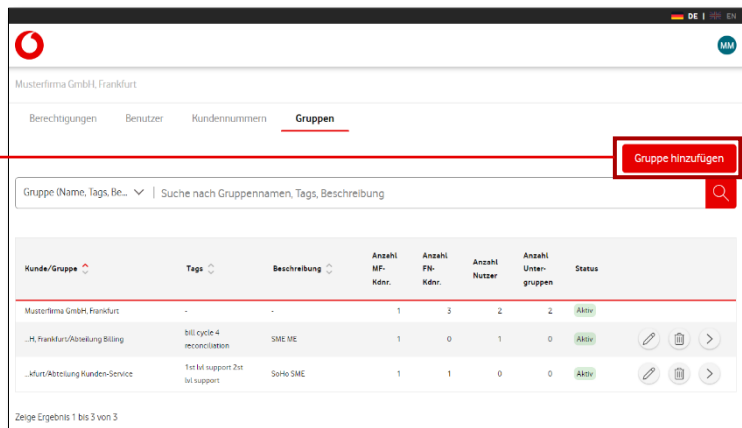 DE | EN
MM
Musterfirma GmbH, Frankfurt
Berechtigungen Benutzer Kundennummern Gruppen
Gruppe hinzufügen
Gruppe (Name, Tags, Be... | Suche nach Gruppennamen, Tags, Beschreibung
Kunde/Gruppe Tags Beschreibung Anzahl MF-Kdnr. Anzahl FN-Kdnr. Anzahl Nutzer Anzahl Unter-gruppen Status
Musterfirma GmbH, Frankfurt - - 1 3 2 2 Aktiv
...H, Frankfurt/Abteilung Billing bill cycle 4 reconciliation SME ME 1 0 1 0 Aktiv
...kfurt/Abteilung Kunden-Service 1st lvl support 2st lvl support SoHo SME 1 1 0 0 Aktiv
Zeige Ergebnis 1 bis 3 von 3